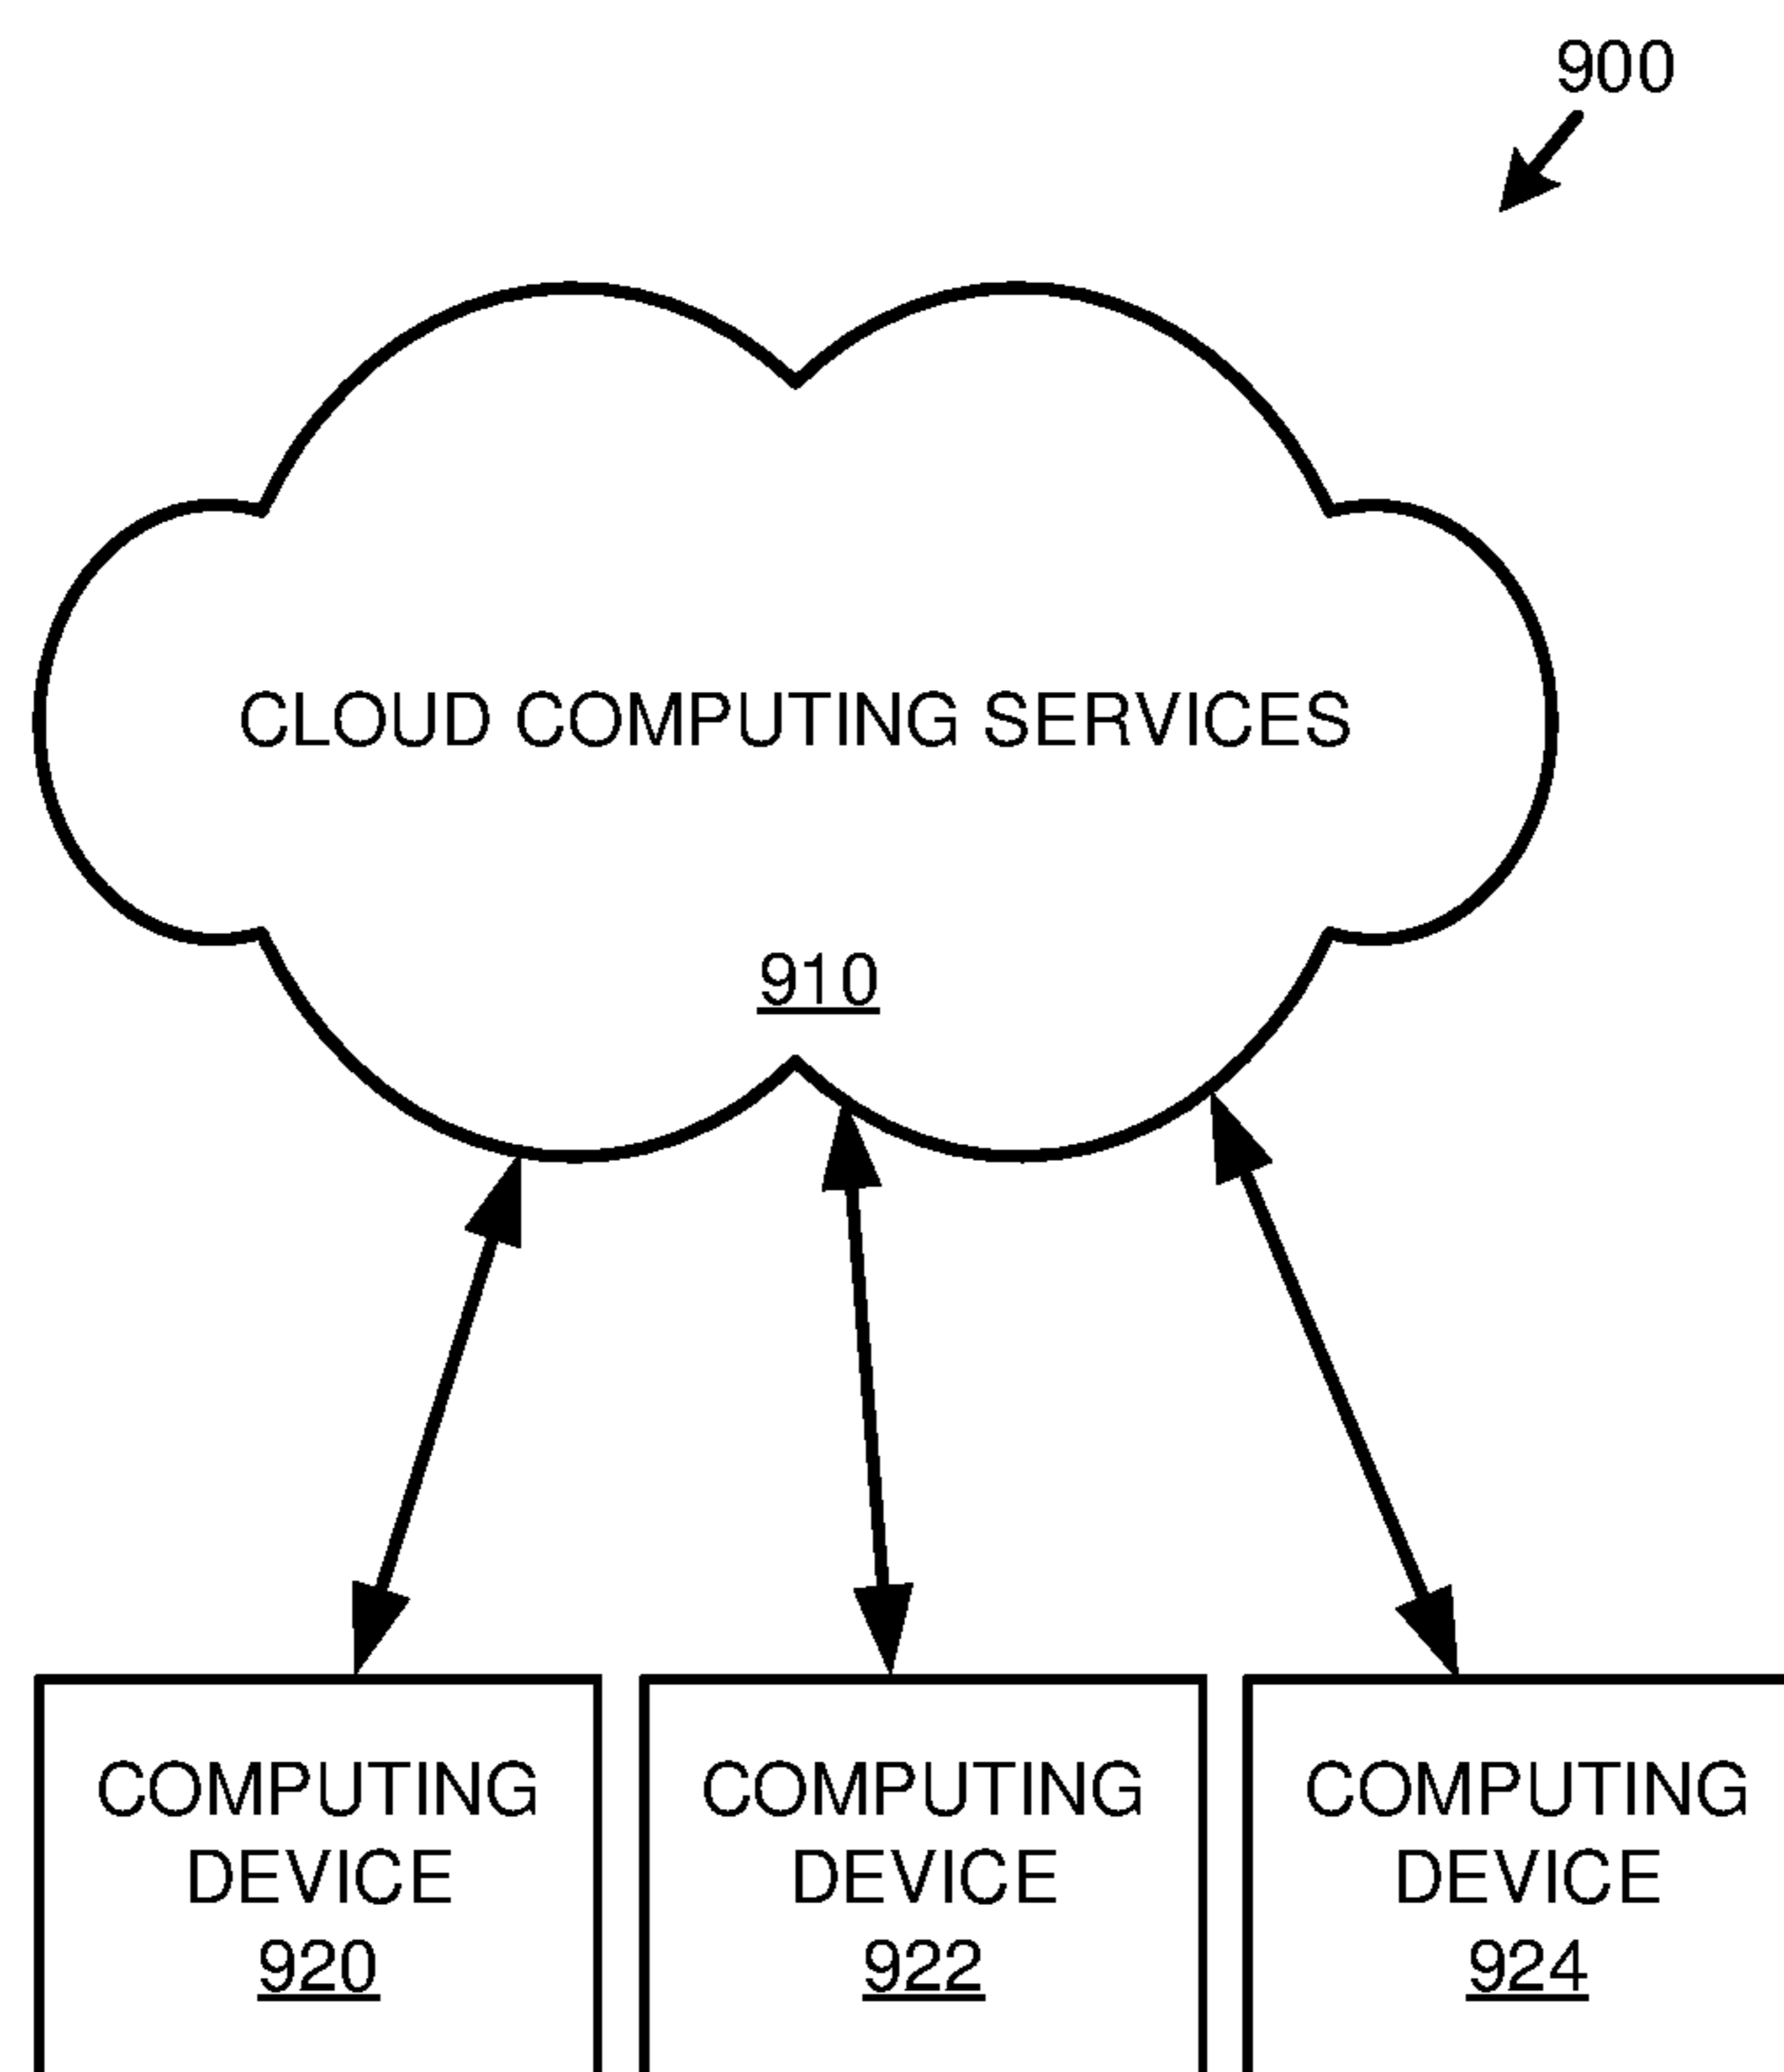 900
CLOUD COMPUTING SERVICES
910
COMPUTING
DEVICE
920
COMPUTING
DEVICE
922
COMPUTING
DEVICE
924